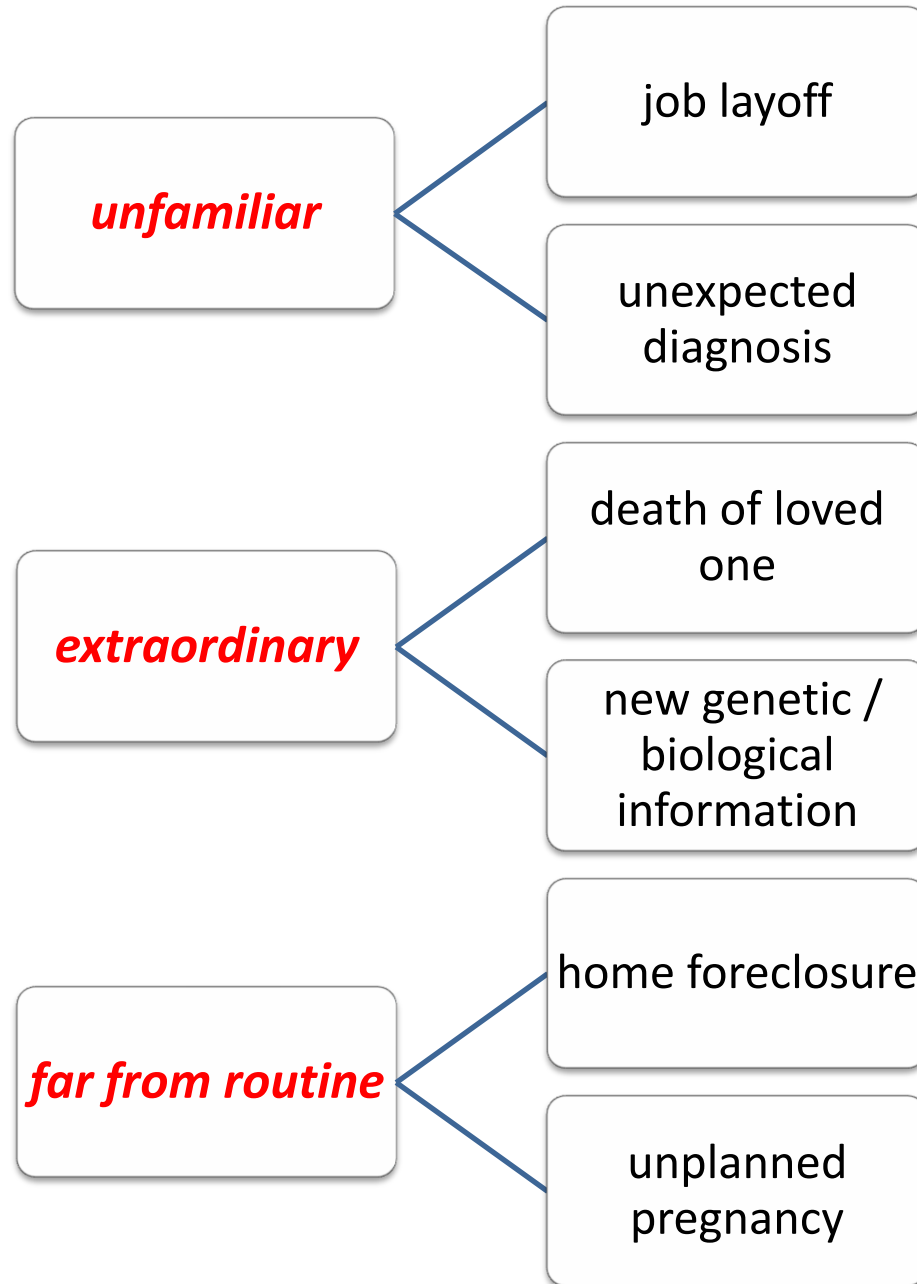 unfamiliar
job layoff
unexpected
diagnosis
extraordinary
death of loved
one
new genetic /
biological
information
far from routine
home foreclosure
unplanned
pregnancy